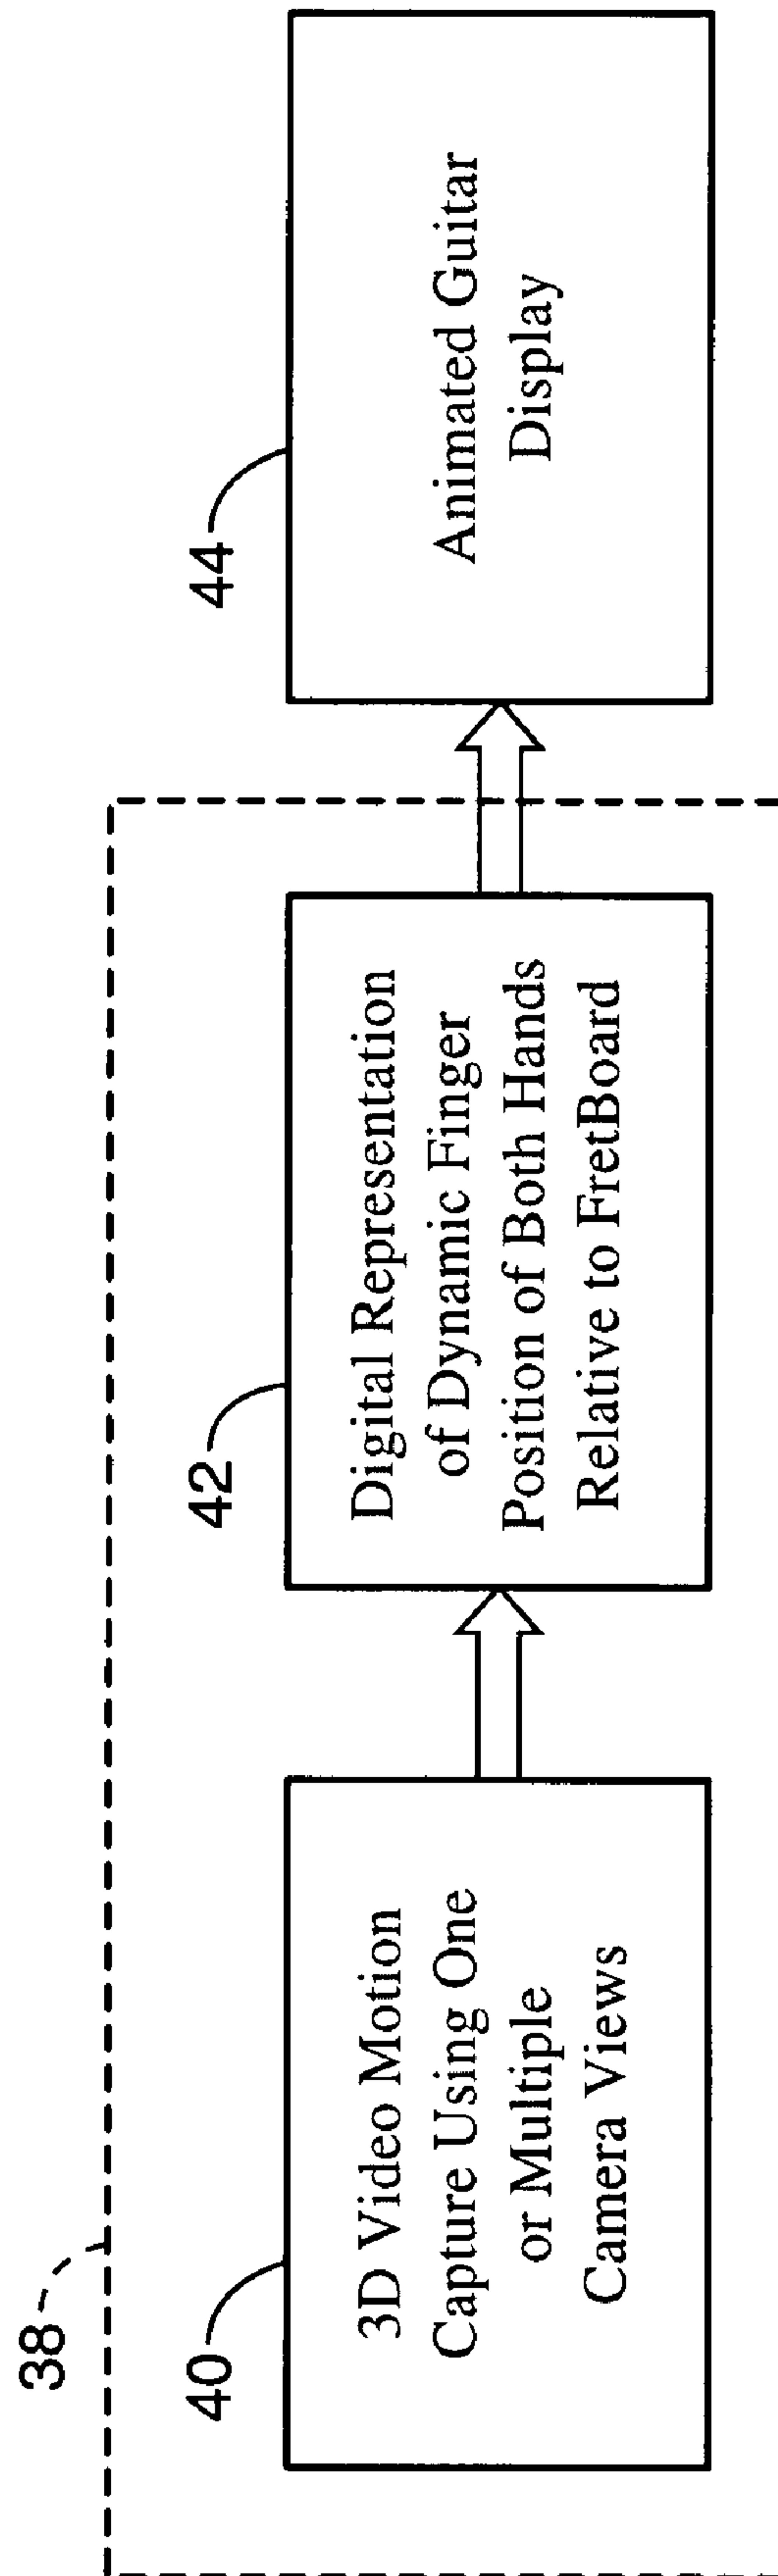 38
40
3D Video Motion
Capture Using One
or Multiple
Camera Views
42
Digital Representation
of Dynamic Finger
Position of Both Hands
Relative to FretBoard
44
Animated Guitar
Display